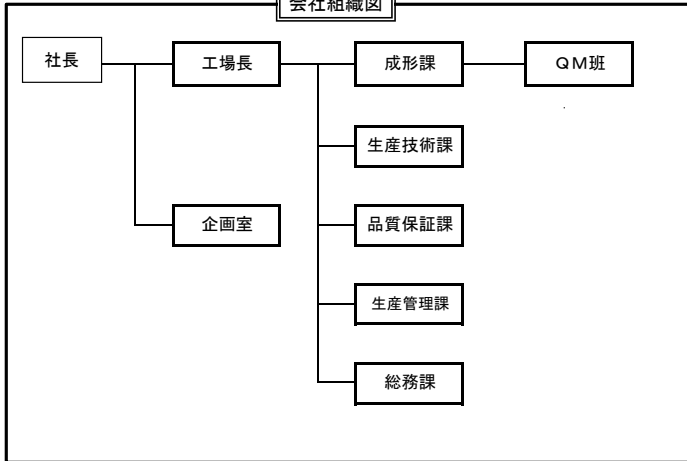 会社組織図
社長
工場長
成形課
QM班
生産技術課
企画室
品質保証課
生産管理課
総務課